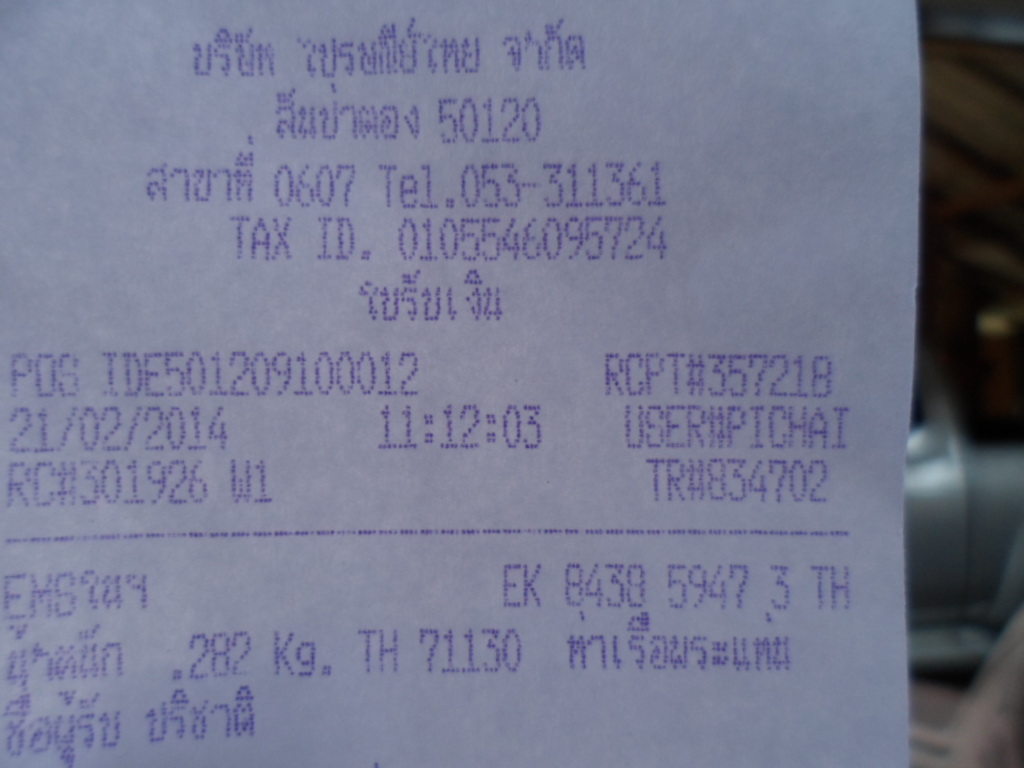 บริษัท ไปรษณีย์ไทย จำกัด
สันป่าตอง 50120
สาขาที่ 0607 Tel.053-311361
TAX ID. 0105546095724
ใบรับเงิน
POS IDE501209100012 RCPT#357218
21/02/2014 11:12:03 USER#PICHAI
RC#301926 W1 TR#834702
EMSในฯ EK 8438 5947 3 TH
น้ำหนัก .282 Kg. TH 71130 ท่าเรือพระแท่น
ชื่อผู้รับ ปริชาติ